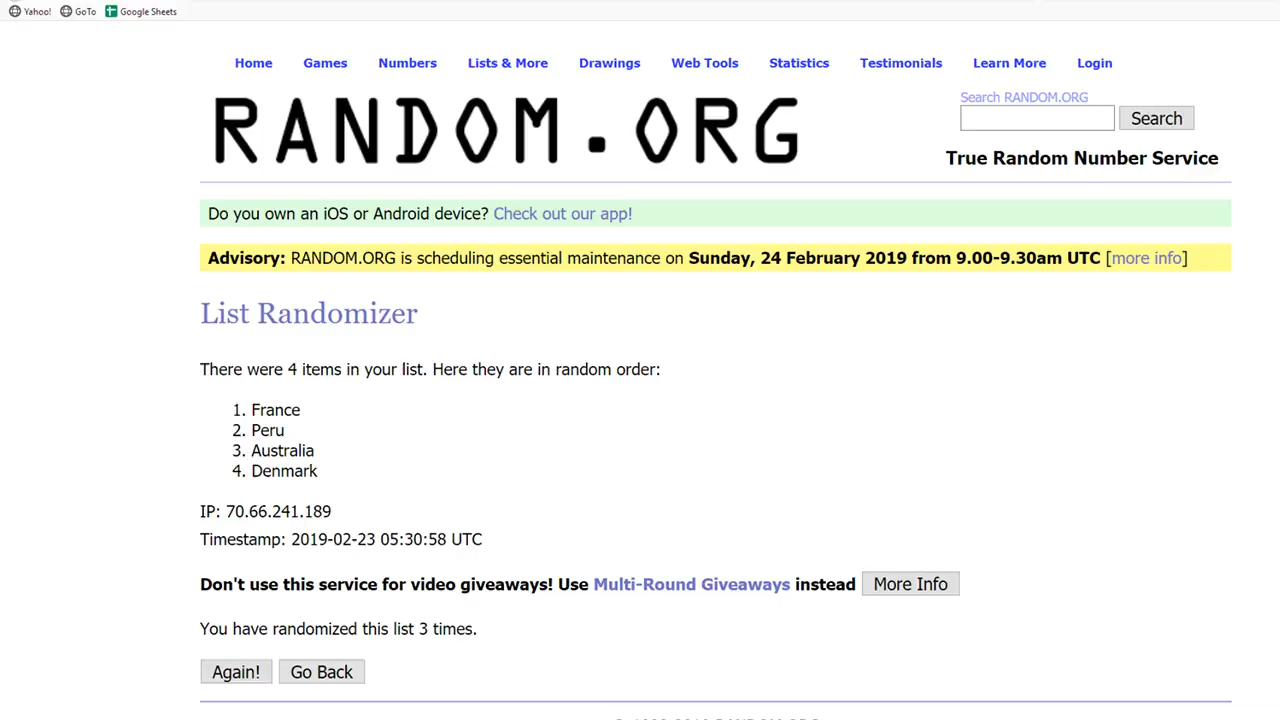 Yahoo! GoTo Google Sheets
Home Games Numbers Lists & More Drawings Web Tools Statistics Testimonials Learn More Login
RANDOM.ORG
Search RANDOM.ORG
Search
True Random Number Service
Do you own an iOS or Android device? Check out our app!
Advisory: RANDOM.ORG is scheduling essential maintenance on Sunday, 24 February 2019 from 9.00-9.30am UTC [more info]
List Randomizer
There were 4 items in your list. Here they are in random order:
1. France
2. Peru
3. Australia
4. Denmark
IP: 70.66.241.189
Timestamp: 2019-02-23 05:30:58 UTC
Don't use this service for video giveaways! Use Multi-Round Giveaways instead More Info
You have randomized this list 3 times.
Again! Go Back